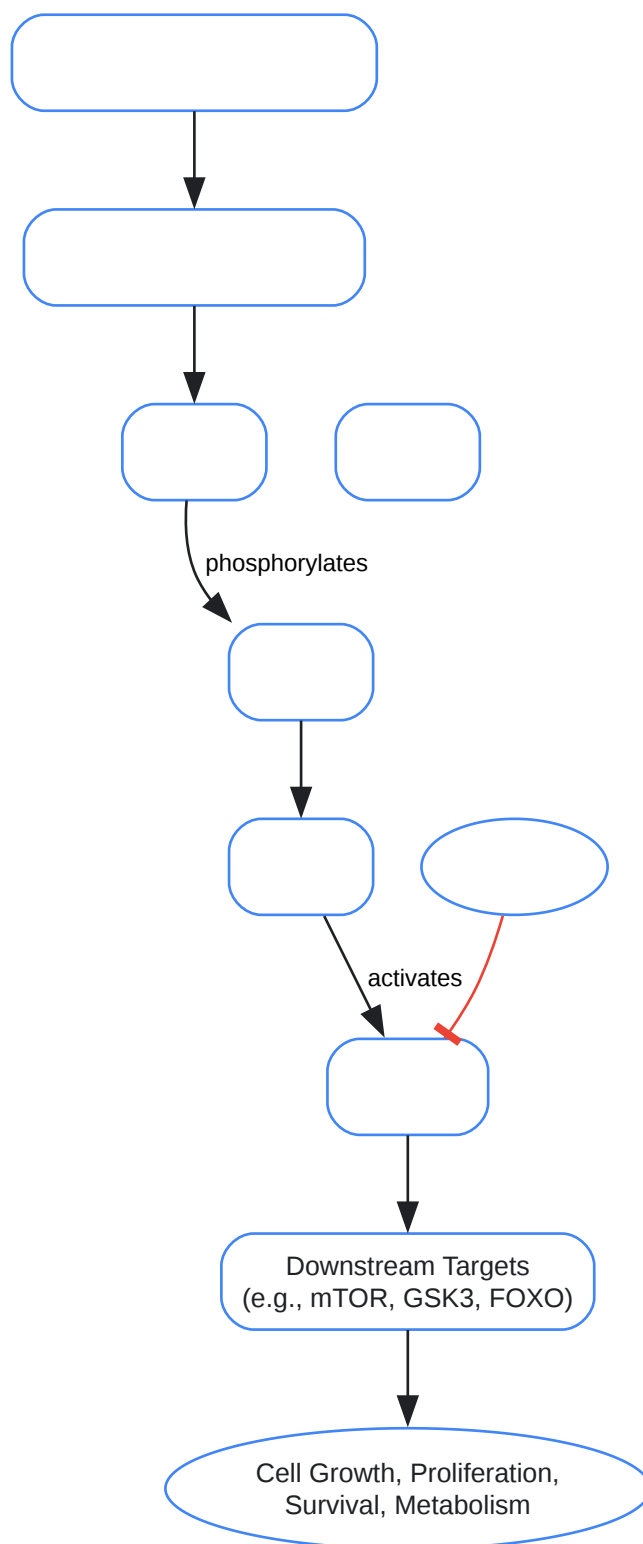 phosphorylates
activates
Downstream Targets
(e.g., mTOR, GSK3, FOXO)
Cell Growth, Proliferation,
Survival, Metabolism